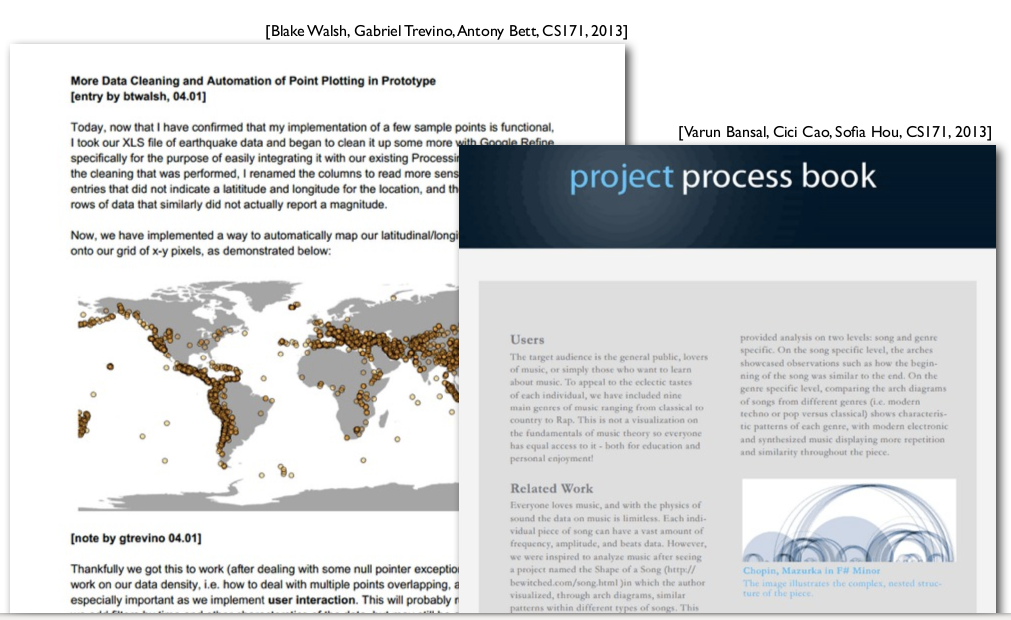 [Blake Walsh, Gabriel Trevino, Antony Bett, CS171, 2013]
More Data Cleaning and Automation of Point Plotting in Prototype
[entry by btwalsh, 04.01]
Today, now that I have confirmed that my implementation of a few sample points is functional,
I took our XLS file of earthquake data and began to clean it up some more with Google Refine
specifically for the purpose of easily integrating it with our existing
the cleaning that was performed, I renamed the columns to read more
entries that did not indicate a latitiude and longitude for the location, and
rows of data that similarly did not actually report a magnitude.
Now, we have implemented a way to automatically map our
onto our grid of x-y pixels, as demonstrated below:
[note by gtrevino 04.01]
Thankfully we got this to work (after dealing with some null pointer
work on our data density, i.e. how to deal with multiple points overlapping,
especially important as we implement user interaction. This will probably
[Varun Bansal, Cici Cao, Sofia Hou, CS171, 2013]
project process book
Users
The target audience is the general public, lovers
of music, or simply those who want to learn
about music. To appeal to the eclectic tastes
of each individual, we have included nine
main genres of music ranging from classical to
country to Rap. This is not a visualization on
the fundamentals of music theory so everyone
has equal access to it - both for education and
personal enjoyment!
Related Work
Everyone loves music, and with the physics of
sound the data on music is limitless. Each indi-
vidual piece of song can have a vast amount of
frequency, amplitude, and beats data. However,
we were inspired to analyze music after seeing
a project named the Shape of a Song (http://
bewitched.com/song.html )in which the author
visualized, through arch diagrams, similar
patterns within different types of songs. This
provided analysis on two levels: song and genre
specific. On the song specific level, the arches
showcased observations such as how the begin-
ning of the song was similar to the end. On the
genre specific level, comparing the arch diagrams
of songs from different genres (i.e. modern
techno or pop versus classical) shows characteris-
tic patterns of each genre, with modern electronic
and synthesized music displaying more repetition
and similarity throughout the piece.
Chopin, Mazurka in F# Minor
The image illustrates the complex, nested struc-
ture of the piece.